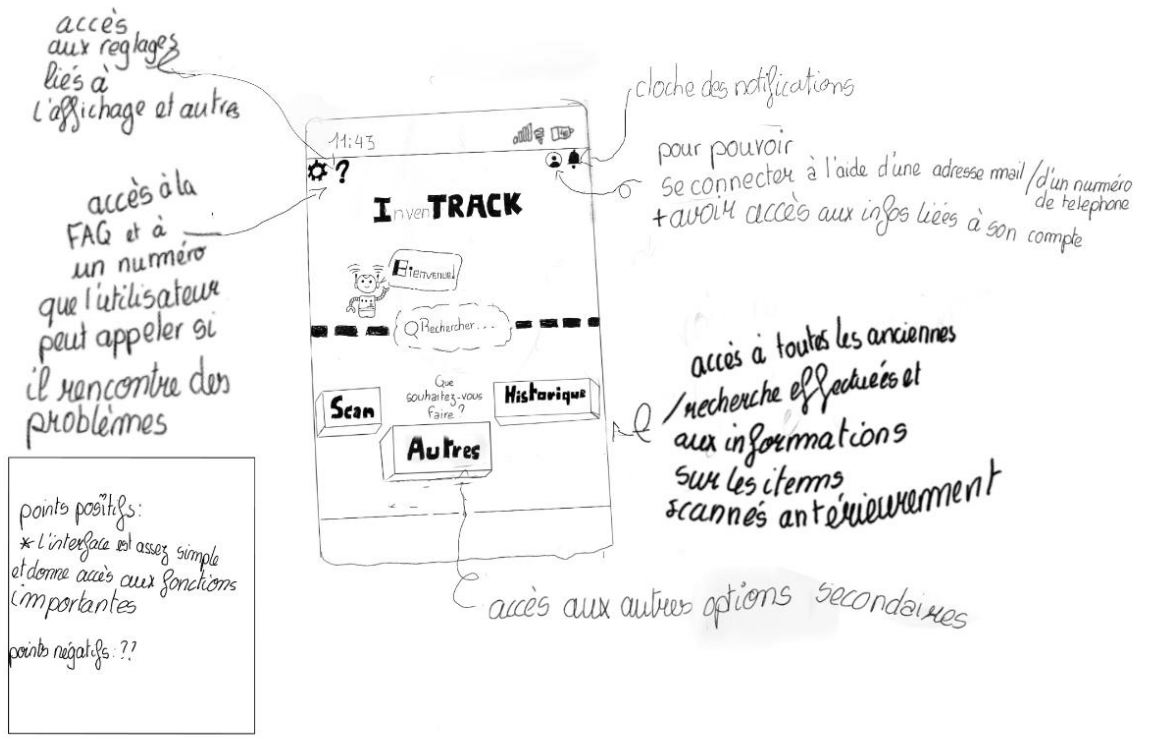 accès
aux reglages
liés à
l'affichage et autres
accès à la
FAQ et à
un numéro
que l'utilisateur
peut appeler si
il rencontre des
problèmes
points positifs:
* l'interface est assez simple
et donne accès aux fonctions
importantes
points négatifs: ??
11:43
?
InvenTRACK
Bienvenue!
Rechercher...
Que
souhaitez-vous
faire ?
Scan
Historique
Autres
cloche des notifications
pour pouvoir
se connecter à l'aide d'une adresse mail / d'un numéro
de telephone
+ avoir accès aux infos liées à son compte
accès à toutes les anciennes
/recherche effectuées et
aux informations
sur les items
scannés antérieurement
accès aux autres options secondaires